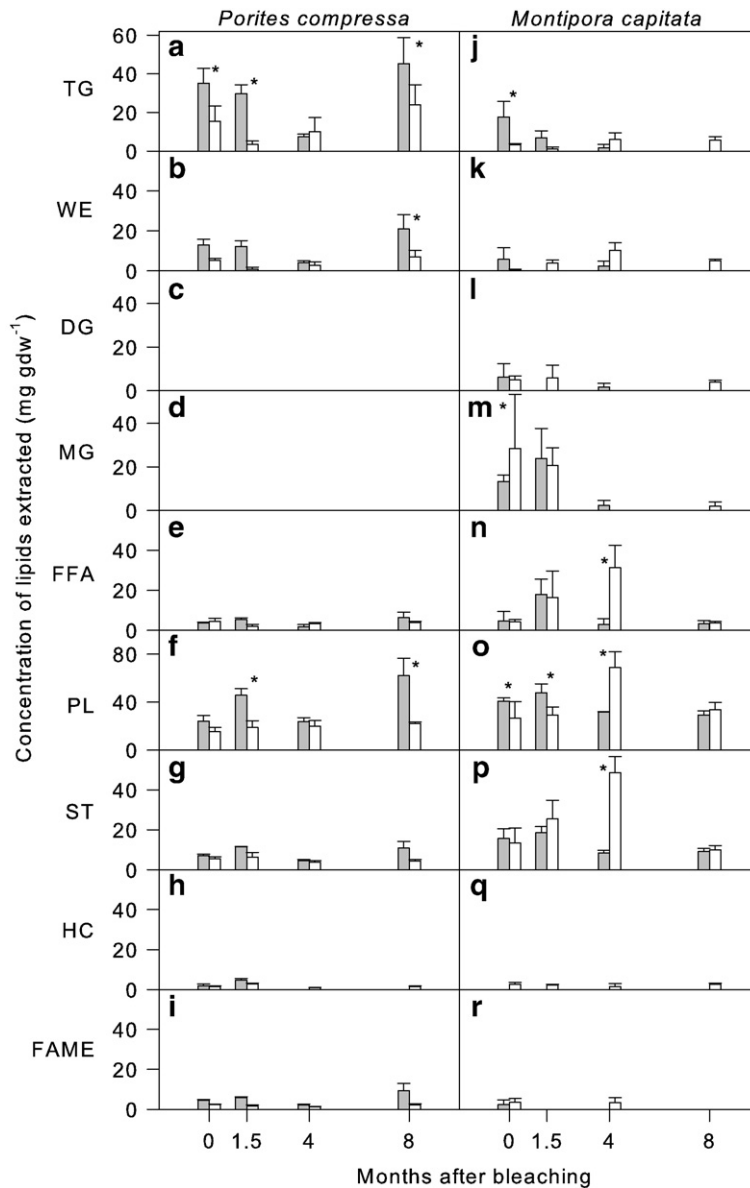 Porites compressa Montipora capitata
a j
60
* * * *
TG 40
20
0
b k
WE 40
*
20
0
c l
DG 40
20
0
d m
* 
MG 40
20
0
e n
FFA 40
*
20
0
f o
PL 80
* * * * *
40
0
g p
*
ST 40
20
0
h q
HC 40
20
0
i r
FAME 40
20
0
0 1.5 4 8 0 1.5 4 8
Months after bleaching
Concentration of lipids extracted (mg gdw⁻¹)